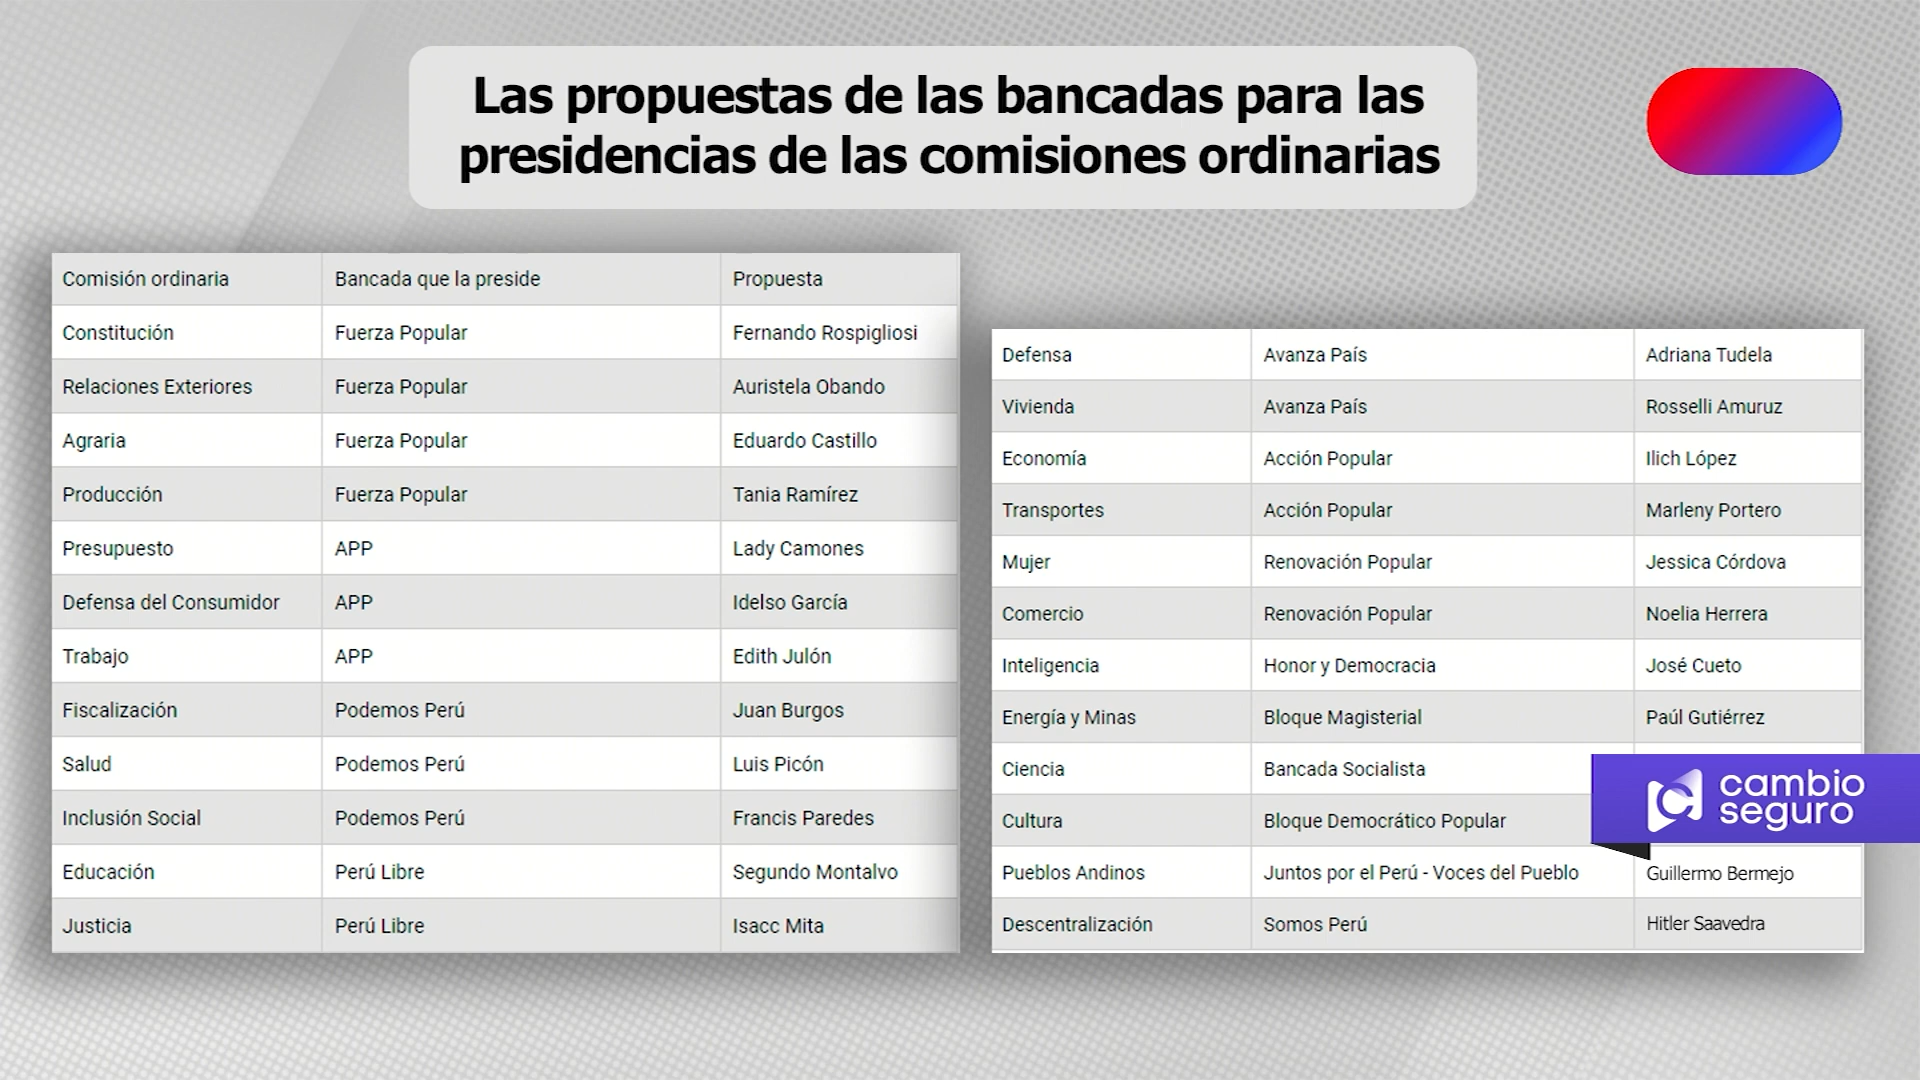 Las propuestas de las bancadas para las
presidencias de las comisiones ordinarias
Comisión ordinaria Bancada que la preside Propuesta
Constitución Fuerza Popular Fernando Rospigliosi
Relaciones Exteriores Fuerza Popular Auristela Obando
Agraria Fuerza Popular Eduardo Castillo
Producción Fuerza Popular Tania Ramírez
Presupuesto APP Lady Camones
Defensa del Consumidor APP Idelso García
Trabajo APP Edith Julón
Fiscalización Podemos Perú Juan Burgos
Salud Podemos Perú Luis Picón
Inclusión Social Podemos Perú Francis Paredes
Educación Perú Libre Segundo Montalvo
Justicia Perú Libre Isacc Mita
Defensa Avanza País Adriana Tudela
Vivienda Avanza País Rosselli Amuruz
Economía Acción Popular Ilich López
Transportes Acción Popular Marleny Portero
Mujer Renovación Popular Jessica Córdova
Comercio Renovación Popular Noelia Herrera
Inteligencia Honor y Democracia José Cueto
Energía y Minas Bloque Magisterial Paúl Gutiérrez
Ciencia Bancada Socialista
Cultura Bloque Democrático Popular
Pueblos Andinos Juntos por el Perú - Voces del Pueblo Guillermo Bermejo
Descentralización Somos Perú Hitler Saavedra
cambio
seguro